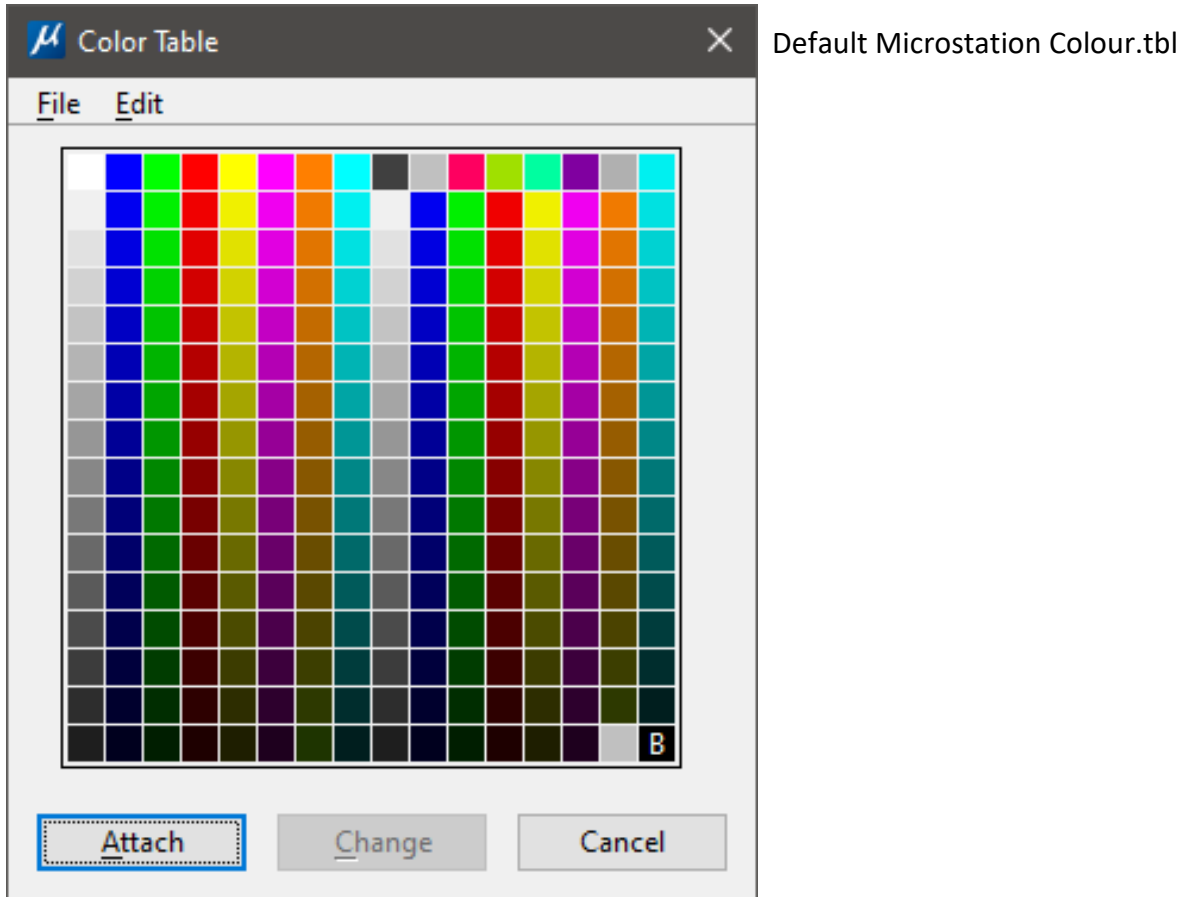 µ Color Table
Default Microstation Colour.tbl
File Edit
B
Attach Change Cancel